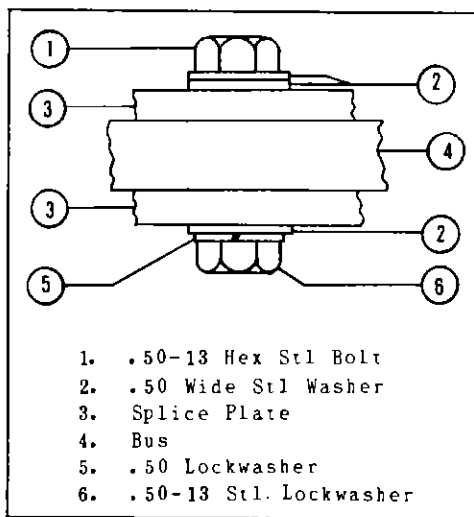 1
2
3
4
3
2
5
6
1. .50-13 Hex Stl Bolt
2. .50 Wide Stl Washer
3. Splice Plate
4. Bus
5. .50 Lockwasher
6. .50-13 Stl. Lockwasher